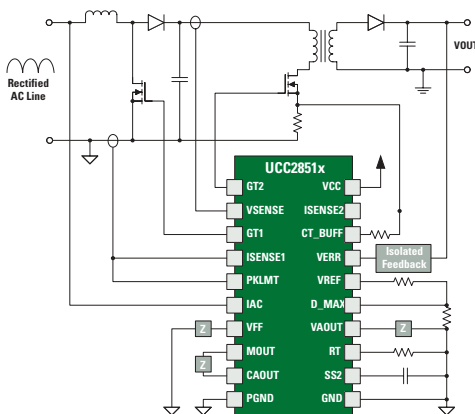 VOUT
Rectified
AC Line
UCC2851x
GT2
VCC
VSENSE
ISENSE2
GT1
CT_BUFF
ISENSE1
VERR
Isolated
Feedback
PKLMT
VREF
IAC
D_MAX
VFF
Z
VAOUT
Z
MOUT
RT
Z
CAOUT
SS2
PGND
GND